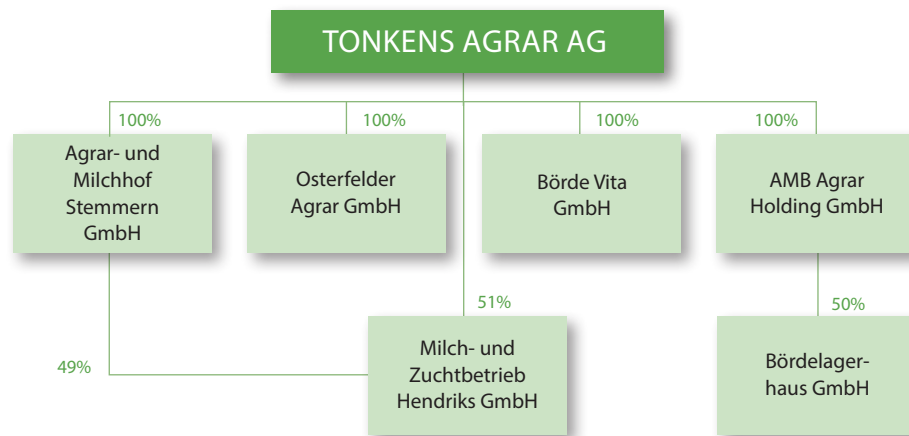 TONKENS AGRAR AG
100%
100%
100%
100%
Agrar- und
Milchhof
Stemmern
GmbH
Osterfelder
Agrar GmbH
Börde Vita
GmbH
AMB Agrar
Holding GmbH
51%
50%
49%
Milch- und
Zuchtbetrieb
Hendriks GmbH
Bördelager-
haus GmbH